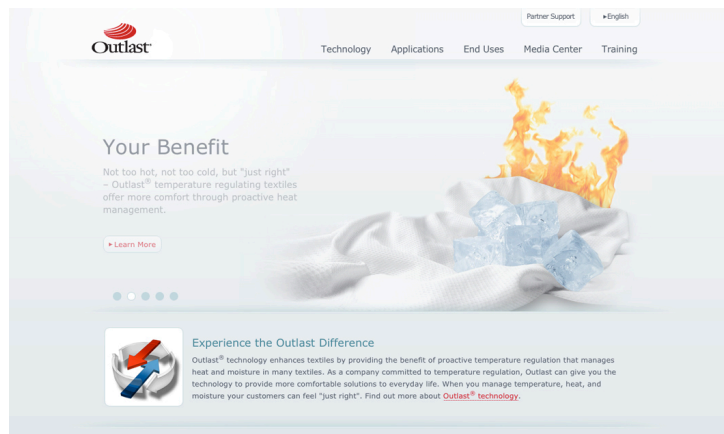 Partner Support
▸English
Outlast®
Technology
Applications
End Uses
Media Center
Training
Your Benefit
Not too hot, not too cold, but "just right"
– Outlast® temperature regulating textiles
offer more comfort through proactive heat
management.
▸Learn More
Experience the Outlast Difference
Outlast® technology enhances textiles by providing the benefit of proactive temperature regulation that manages
heat and moisture in many textiles. As a company committed to temperature regulation, Outlast can give you the
technology to provide more comfortable solutions to everyday life. When you manage temperature, heat, and
moisture your customers can feel "just right". Find out more about Outlast® technology.